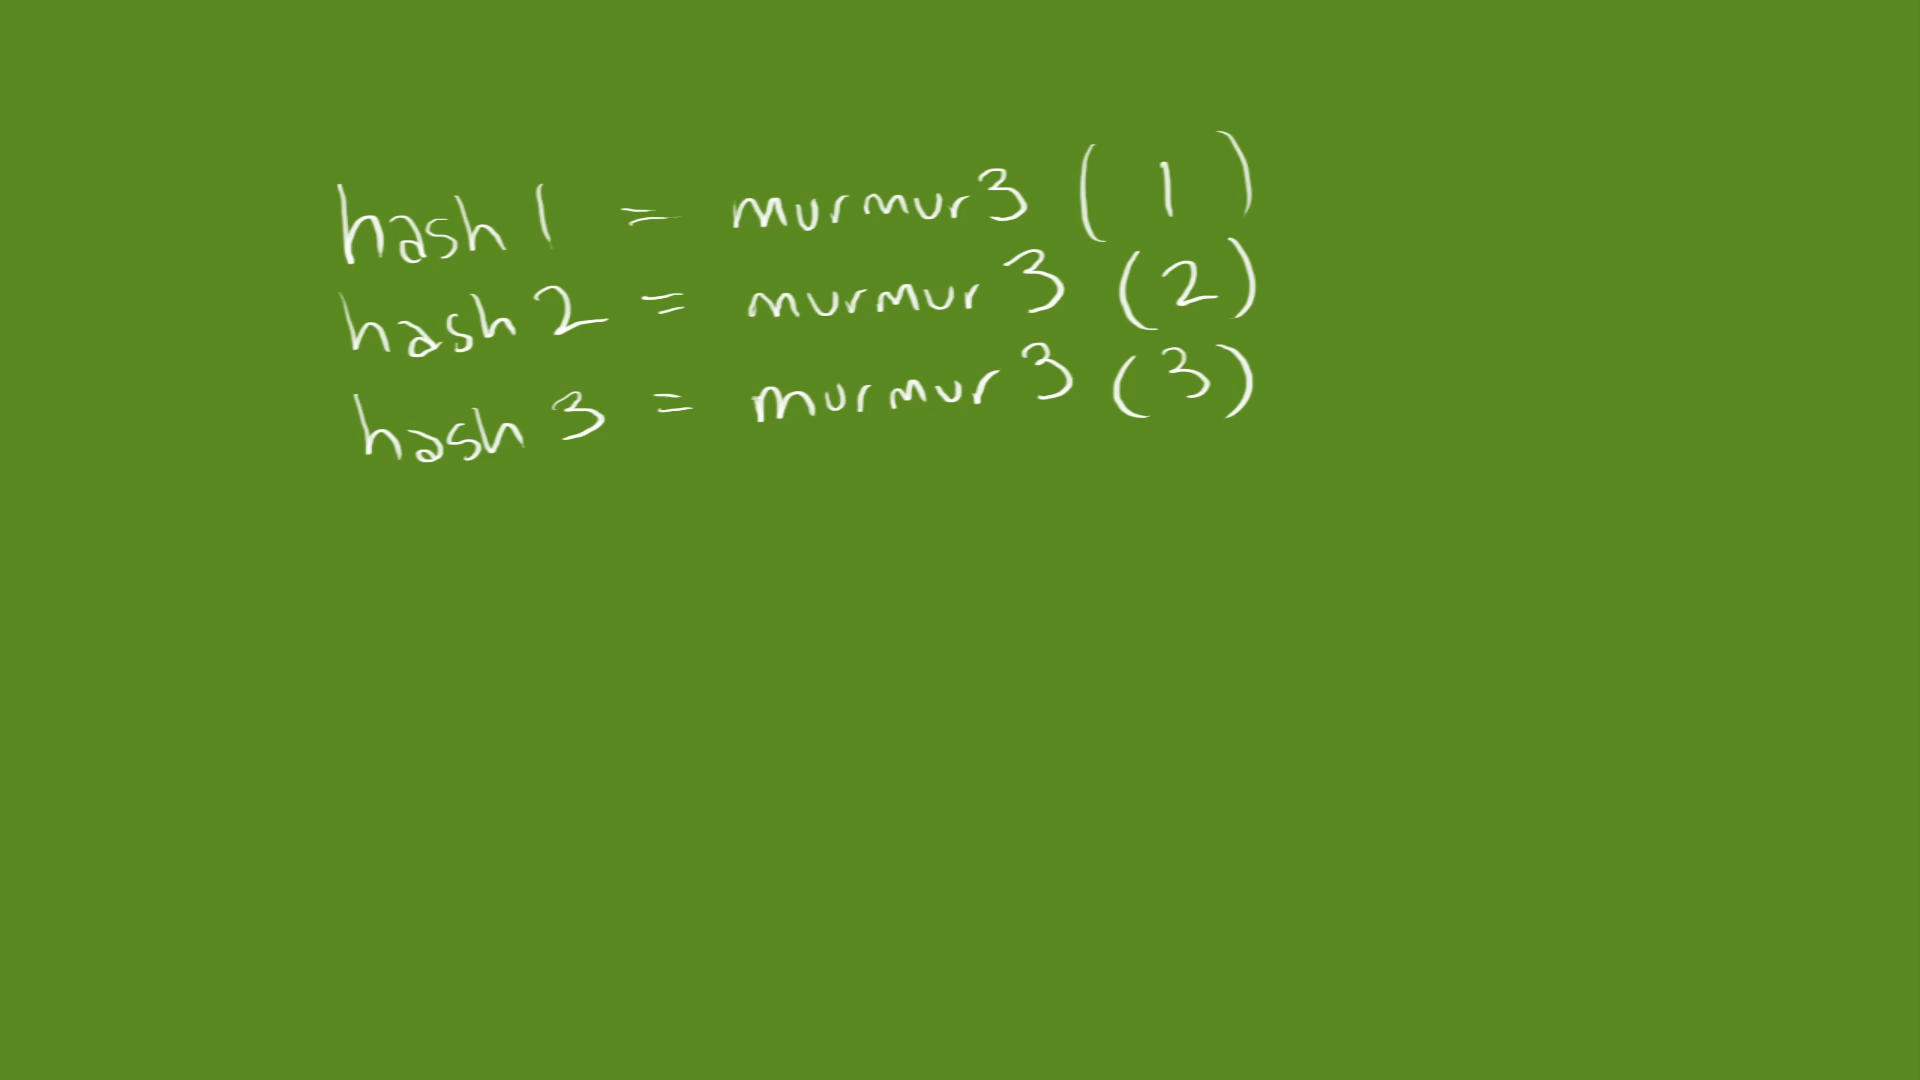 hash1 = murmur3 (1)
hash2 = murmur3 (2)
hash3 = murmur3 (3)